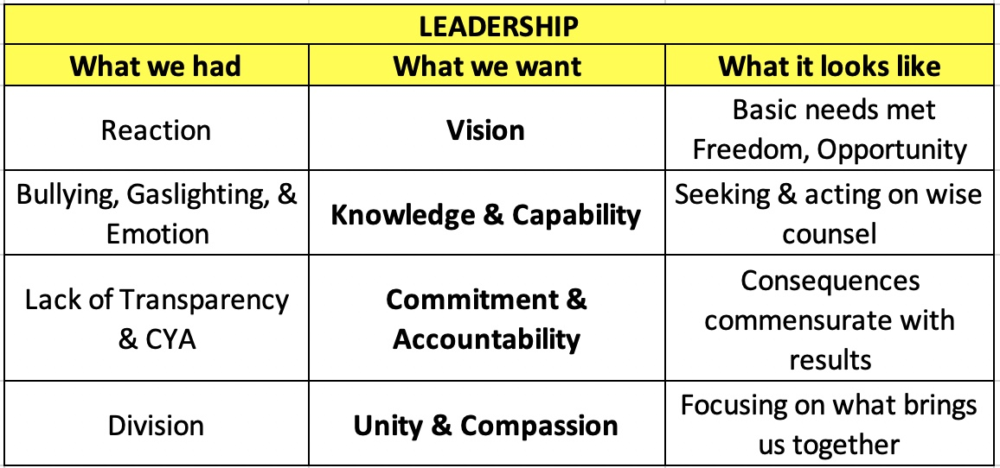 LEADERSHIP
What we had
What we want
What it looks like
Reaction
Vision
Basic needs met
Freedom, Opportunity
Bullying, Gaslighting, &
Emotion
Knowledge & Capability
Seeking & acting on wise
counsel
Lack of Transparency
& CYA
Commitment &
Accountability
Consequences
commensurate with
results
Division
Unity & Compassion
Focusing on what brings
us together